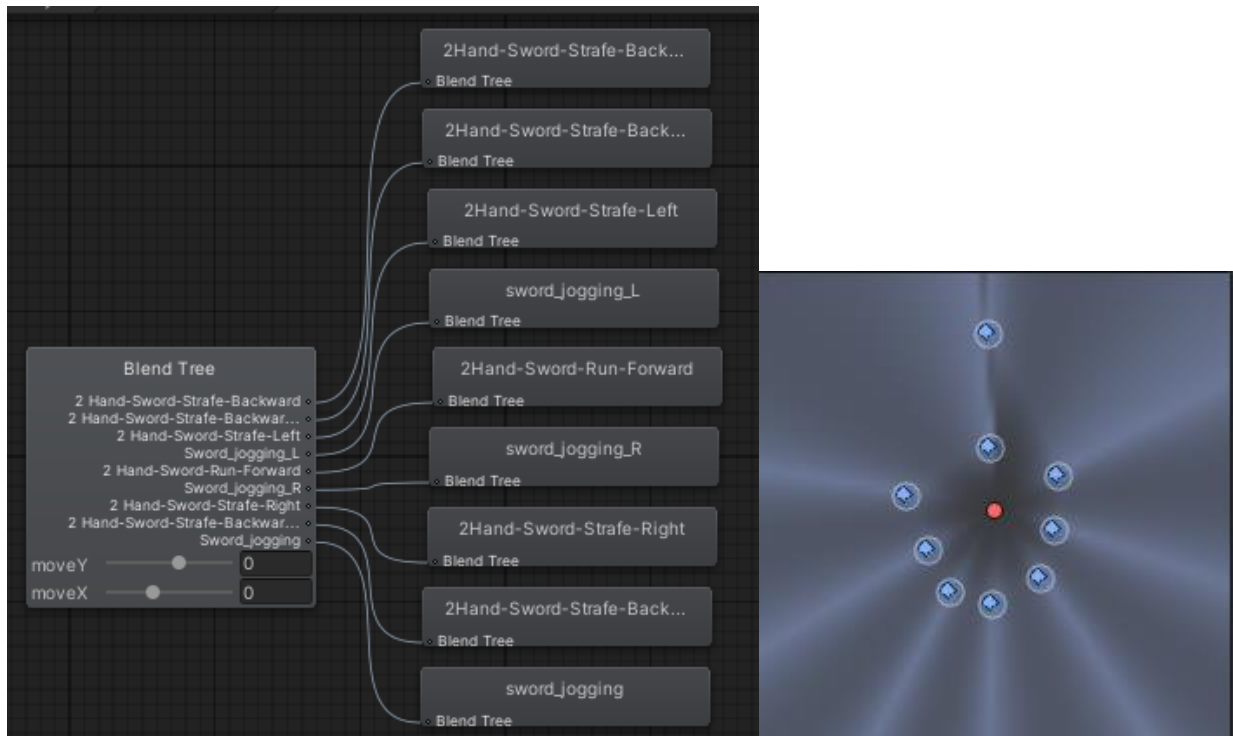 2Hand-Sword-Strafe-Back...
Blend Tree
2Hand-Sword-Strafe-Back...
Blend Tree
2Hand-Sword-Strafe-Left
Blend Tree
sword_jogging_L
Blend Tree
2Hand-Sword-Run-Forward
Blend Tree
sword_jogging_R
Blend Tree
2Hand-Sword-Strafe-Right
Blend Tree
2Hand-Sword-Strafe-Back...
Blend Tree
sword_jogging
Blend Tree
Blend Tree
2 Hand-Sword-Strafe-Backward
2 Hand-Sword-Strafe-Backwar...
2 Hand-Sword-Strafe-Left
Sword_jogging_L
2 Hand-Sword-Run-Forward
Sword_jogging_R
2 Hand-Sword-Strafe-Right
2 Hand-Sword-Strafe-Backwar...
Sword_jogging
moveY 0
moveX 0